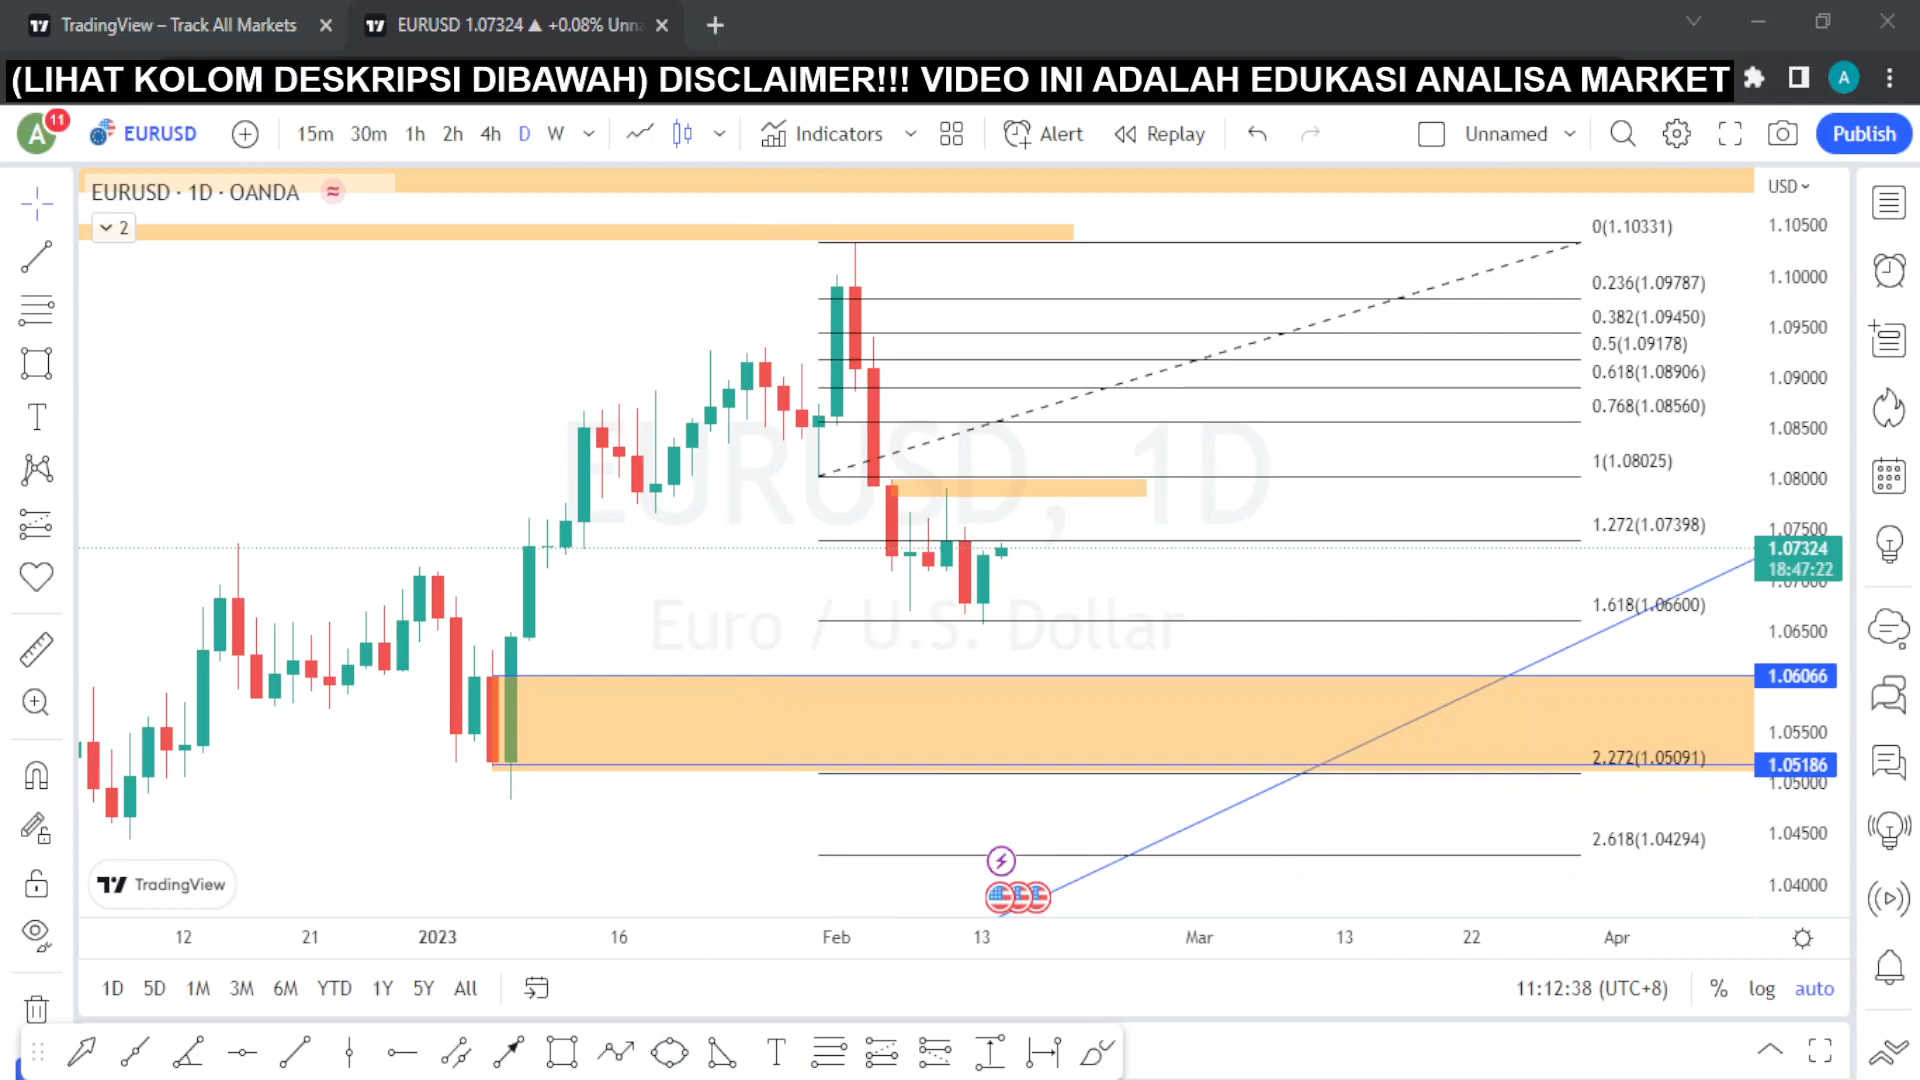 TradingView – Track All Markets
EURUSD 1.07324 ▲ +0.08% Unna
(LIHAT KOLOM DESKRIPSI DIBAWAH) DISCLAIMER!!! VIDEO INI ADALAH EDUKASI ANALISA MARKET
A
A
11
EURUSD
15m 30m 1h 2h 4h D W
Indicators
Alert
Replay
Unnamed
Publish
EURUSD · 1D · OANDA
2
USD
0(1.10331)
0.236(1.09787)
0.382(1.09450)
0.5(1.09178)
0.618(1.08906)
0.768(1.08560)
1(1.08025)
1.272(1.07398)
1.618(1.06600)
2.272(1.05091)
2.618(1.04294)
1.10500
1.10000
1.09500
1.09000
1.08500
1.08000
1.07500
1.07324
18:47:22
1.07000
1.06500
1.06066
1.05500
1.05186
1.05000
1.04500
1.04000
EURUSD, 1D
Euro / U.S. Dollar
TradingView
12 21 2023 16 Feb 13 Mar 13 22 Apr
1D 5D 1M 3M 6M YTD 1Y 5Y All
11:12:38 (UTC+8)
% log auto